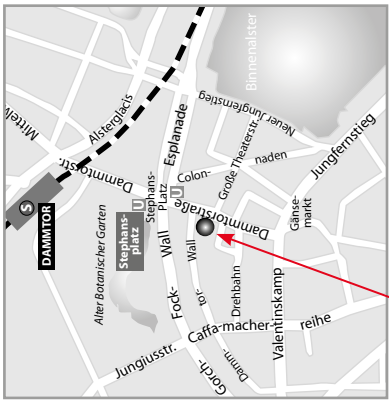 Binnenalster
Neuer Jungfernstieg
Alsterglacis
Mittelw
Esplanade
Jungfernstieg
Große Theaterstr.
Colon-
naden
Dammtorstr.
Stephans-
Platz
U
U
S
DAMMTOR
Stephans-
platz
Alter Botanischer Garten
Dammtorstraße
Gänse-
markt
Wall
Wall
Drehbahn
Valentinskamp
Fock-
tor-
Caffa-macher-
reihe
Jungiusstr.
Gorch-
Damm-